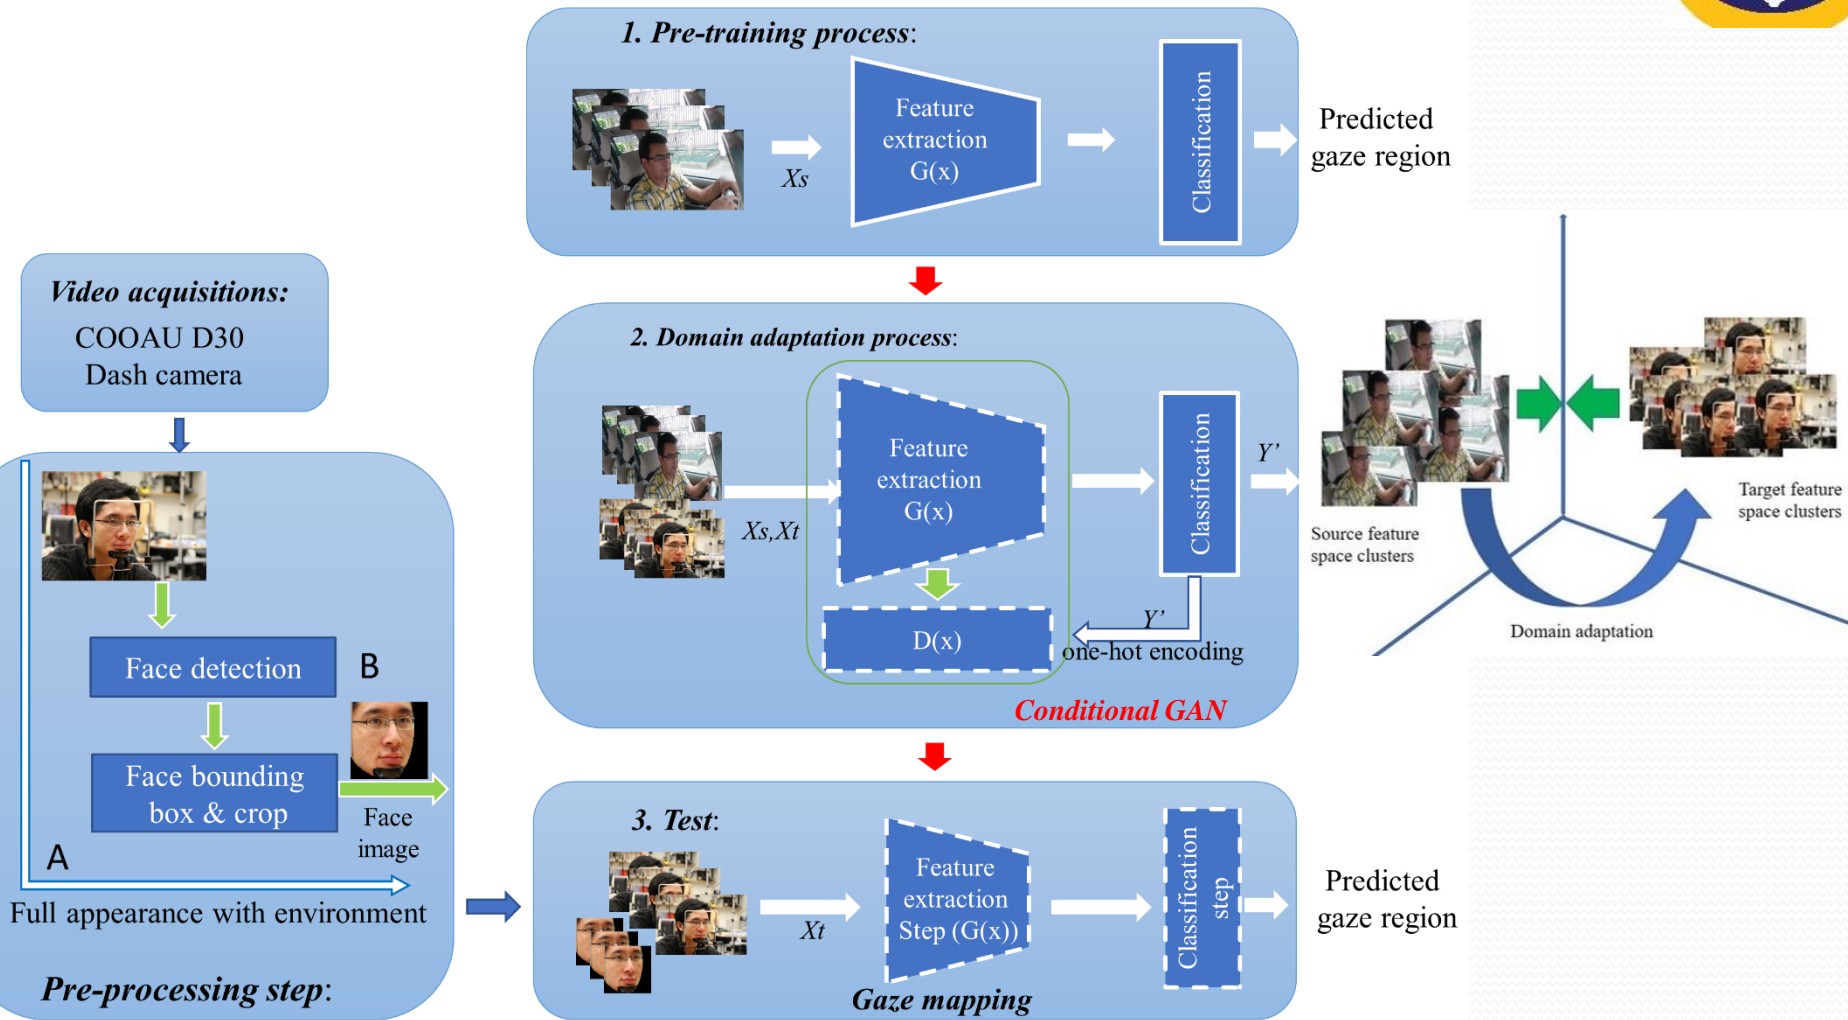 1. Pre-training process:
Feature
extraction
G(x)
Xs
Classification
Predicted
gaze region
Video acquisitions:
COOAU D30
Dash camera
2. Domain adaptation process:
Feature
extraction
G(x)
Xs,Xt
Classification
Y’
D(x)
Y’
one-hot encoding
Conditional GAN
Source feature
space clusters
Target feature
space clusters
Domain adaptation
Face detection
B
Face bounding
box & crop
Face
image
A
Full appearance with environment
Pre-processing step:
3. Test:
Xt
Feature
extraction
Step (G(x))
Gaze mapping
Classification
step
Predicted
gaze region